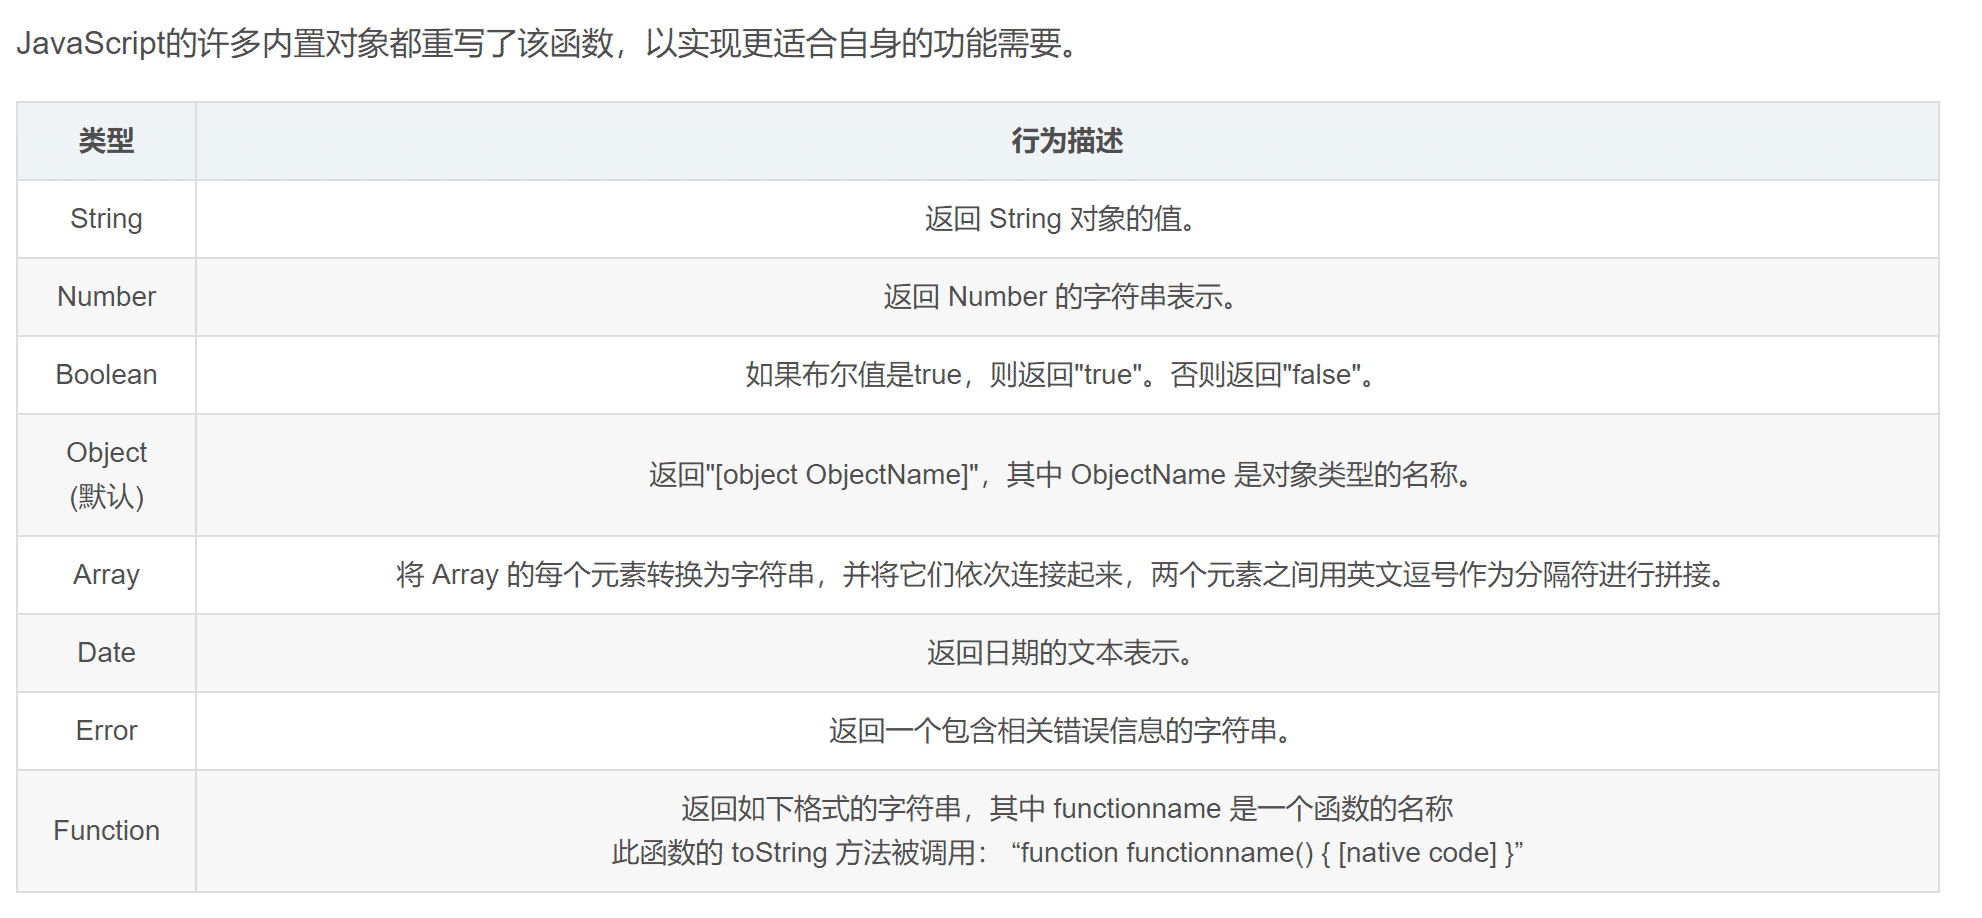 JavaScript的许多内置对象都重写了该函数，以实现更适合自身的功能需要。
类型 行为描述
String 返回 String 对象的值。
Number 返回 Number 的字符串表示。
Boolean 如果布尔值是true，则返回"true"。否则返回"false"。
Object
(默认)
返回"[object ObjectName]"，其中 ObjectName 是对象类型的名称。
Array 将 Array 的每个元素转换为字符串，并将它们依次连接起来，两个元素之间用英文逗号作为分隔符进行拼接。
Date 返回日期的文本表示。
Error 返回一个包含相关错误信息的字符串。
Function
返回如下格式的字符串，其中 functionname 是一个函数的名称
此函数的 toString 方法被调用： “function functionname() { [native code] }”